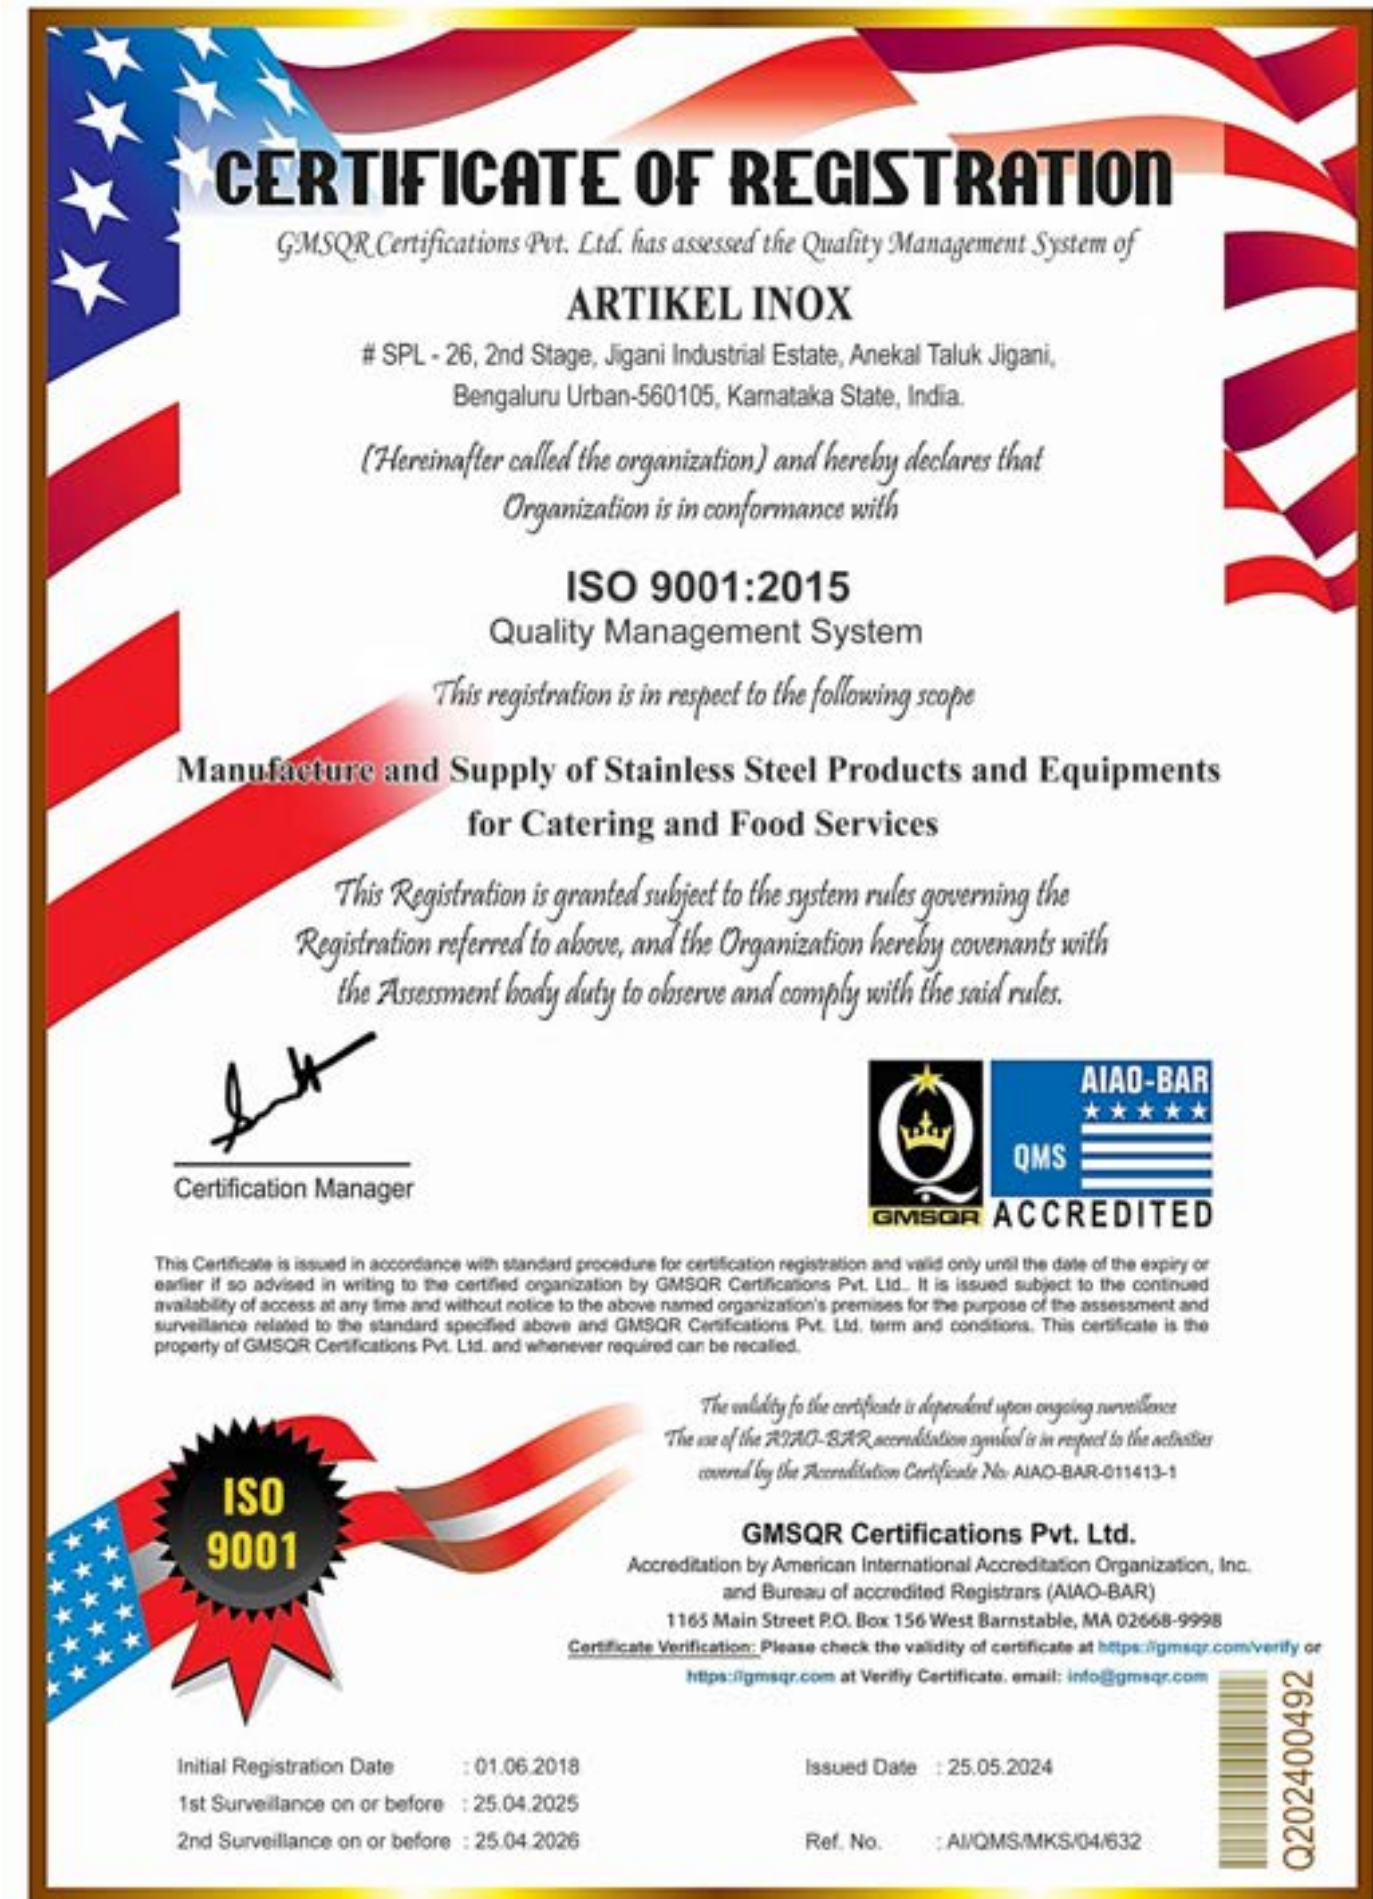 CERTIFICATE OF REGISTRATION
GMSQR Certifications Pvt. Ltd. has assessed the Quality Management System of
ARTIKEL INOX
# SPL - 26, 2nd Stage, Jigani Industrial Estate, Anekal Taluk Jigani,
Bengaluru Urban-560105, Karnataka State, India.
(Hereinafter called the organization) and hereby declares that
Organization is in conformance with
ISO 9001:2015
Quality Management System
This registration is in respect to the following scope
Manufacture and Supply of Stainless Steel Products and Equipments
for Catering and Food Services
This Registration is granted subject to the system rules governing the
Registration referred to above, and the Organization hereby covenants with
the Assessment body duty to observe and comply with the said rules.
Certification Manager
Q
GMSQR
AIAO-BAR
QMS
ACCREDITED
This Certificate is issued in accordance with standard procedure for certification registration and valid only until the date of the expiry or
earlier if so advised in writing to the certified organization by GMSQR Certifications Pvt. Ltd.. It is issued subject to the continued
availability of access at any time and without notice to the above named organization's premises for the purpose of the assessment and
surveillance related to the standard specified above and GMSQR Certifications Pvt. Ltd. term and conditions. This certificate is the
property of GMSQR Certifications Pvt. Ltd. and whenever required can be recalled.
The validity fo the certificate is dependent upon ongoing surveillence
The use of the AIAO-BAR accreditation symbol is in respect to the activities
covered by the Accreditation Certificate No: AIAO-BAR-011413-1
ISO
9001
GMSQR Certifications Pvt. Ltd.
Accreditation by American International Accreditation Organization, Inc.
and Bureau of accredited Registrars (AIAO-BAR)
1165 Main Street P.O. Box 156 West Barnstable, MA 02668-9998
Certificate Verification: Please check the validity of certificate at https://gmsqr.com/verify or
https://gmsqr.com at Verifiy Certificate. email: info@gmsqr.com
Initial Registration Date : 01.06.2018
1st Surveillance on or before : 25.04.2025
2nd Surveillance on or before : 25.04.2026
Issued Date : 25.05.2024
Ref. No. : AI/QMS/MKS/04/632
Q202400492